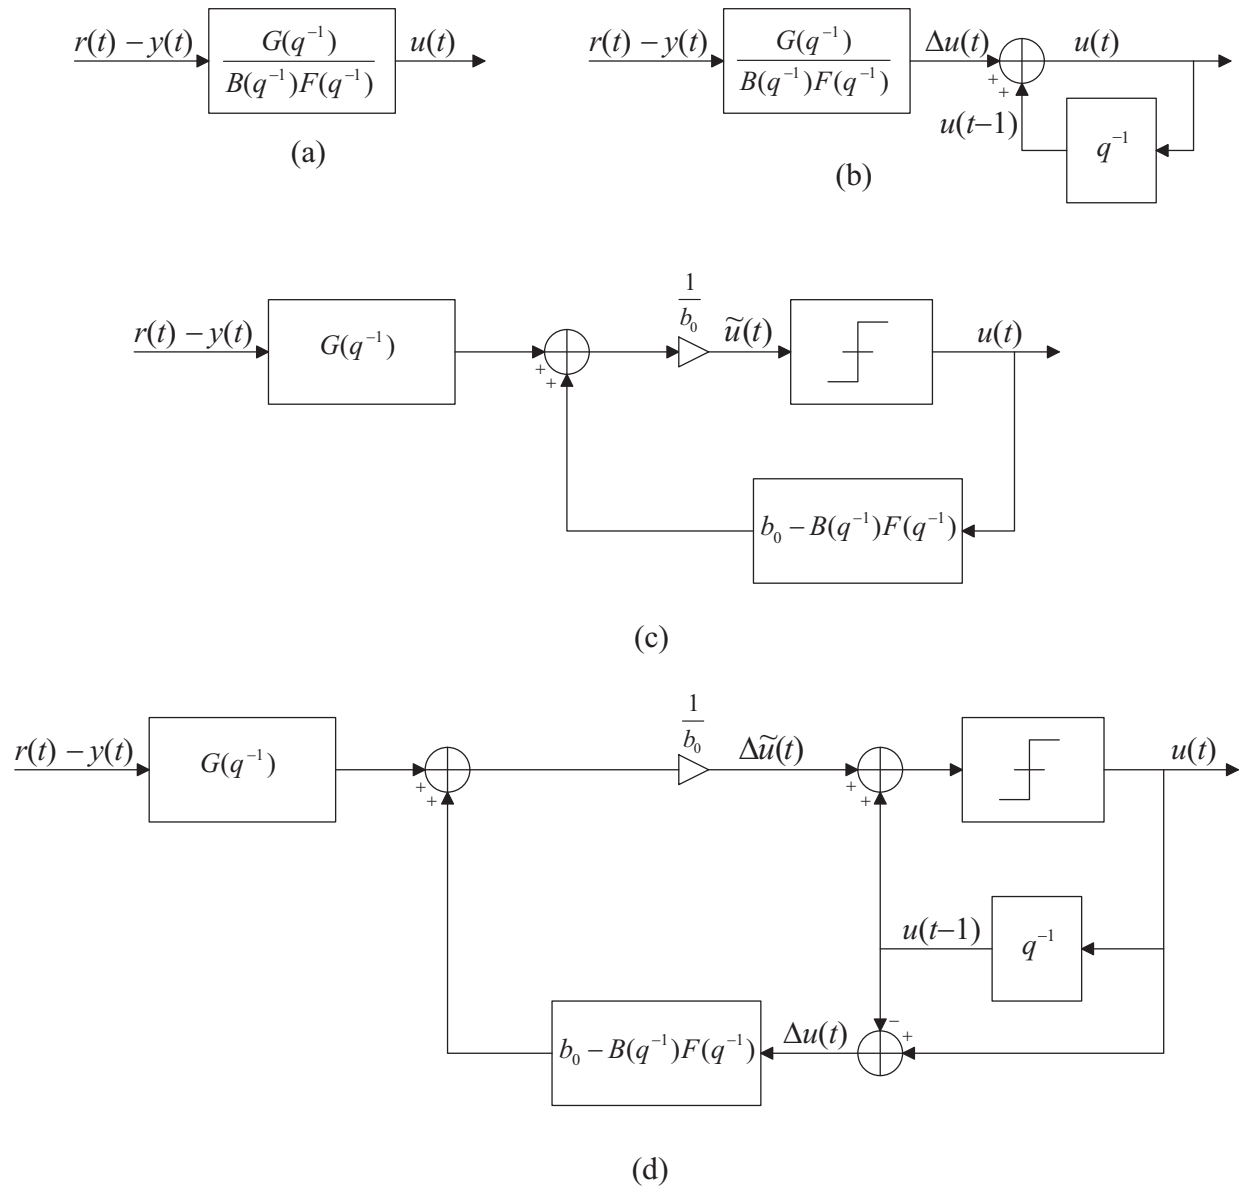 r(t) − y(t)
G(q⁻¹)
B(q⁻¹)F(q⁻¹)
u(t)
(a)
r(t) − y(t)
G(q⁻¹)
B(q⁻¹)F(q⁻¹)
Δu(t)
+
+
u(t)
u(t−1)
q⁻¹
(b)
r(t) − y(t)
G(q⁻¹)
+
+
1
b₀
ũ(t)
u(t)
b₀ − B(q⁻¹)F(q⁻¹)
(c)
r(t) − y(t)
G(q⁻¹)
+
+
1
b₀
Δũ(t)
+
+
u(t)
u(t−1)
q⁻¹
b₀ − B(q⁻¹)F(q⁻¹)
Δu(t)
−
+
(d)